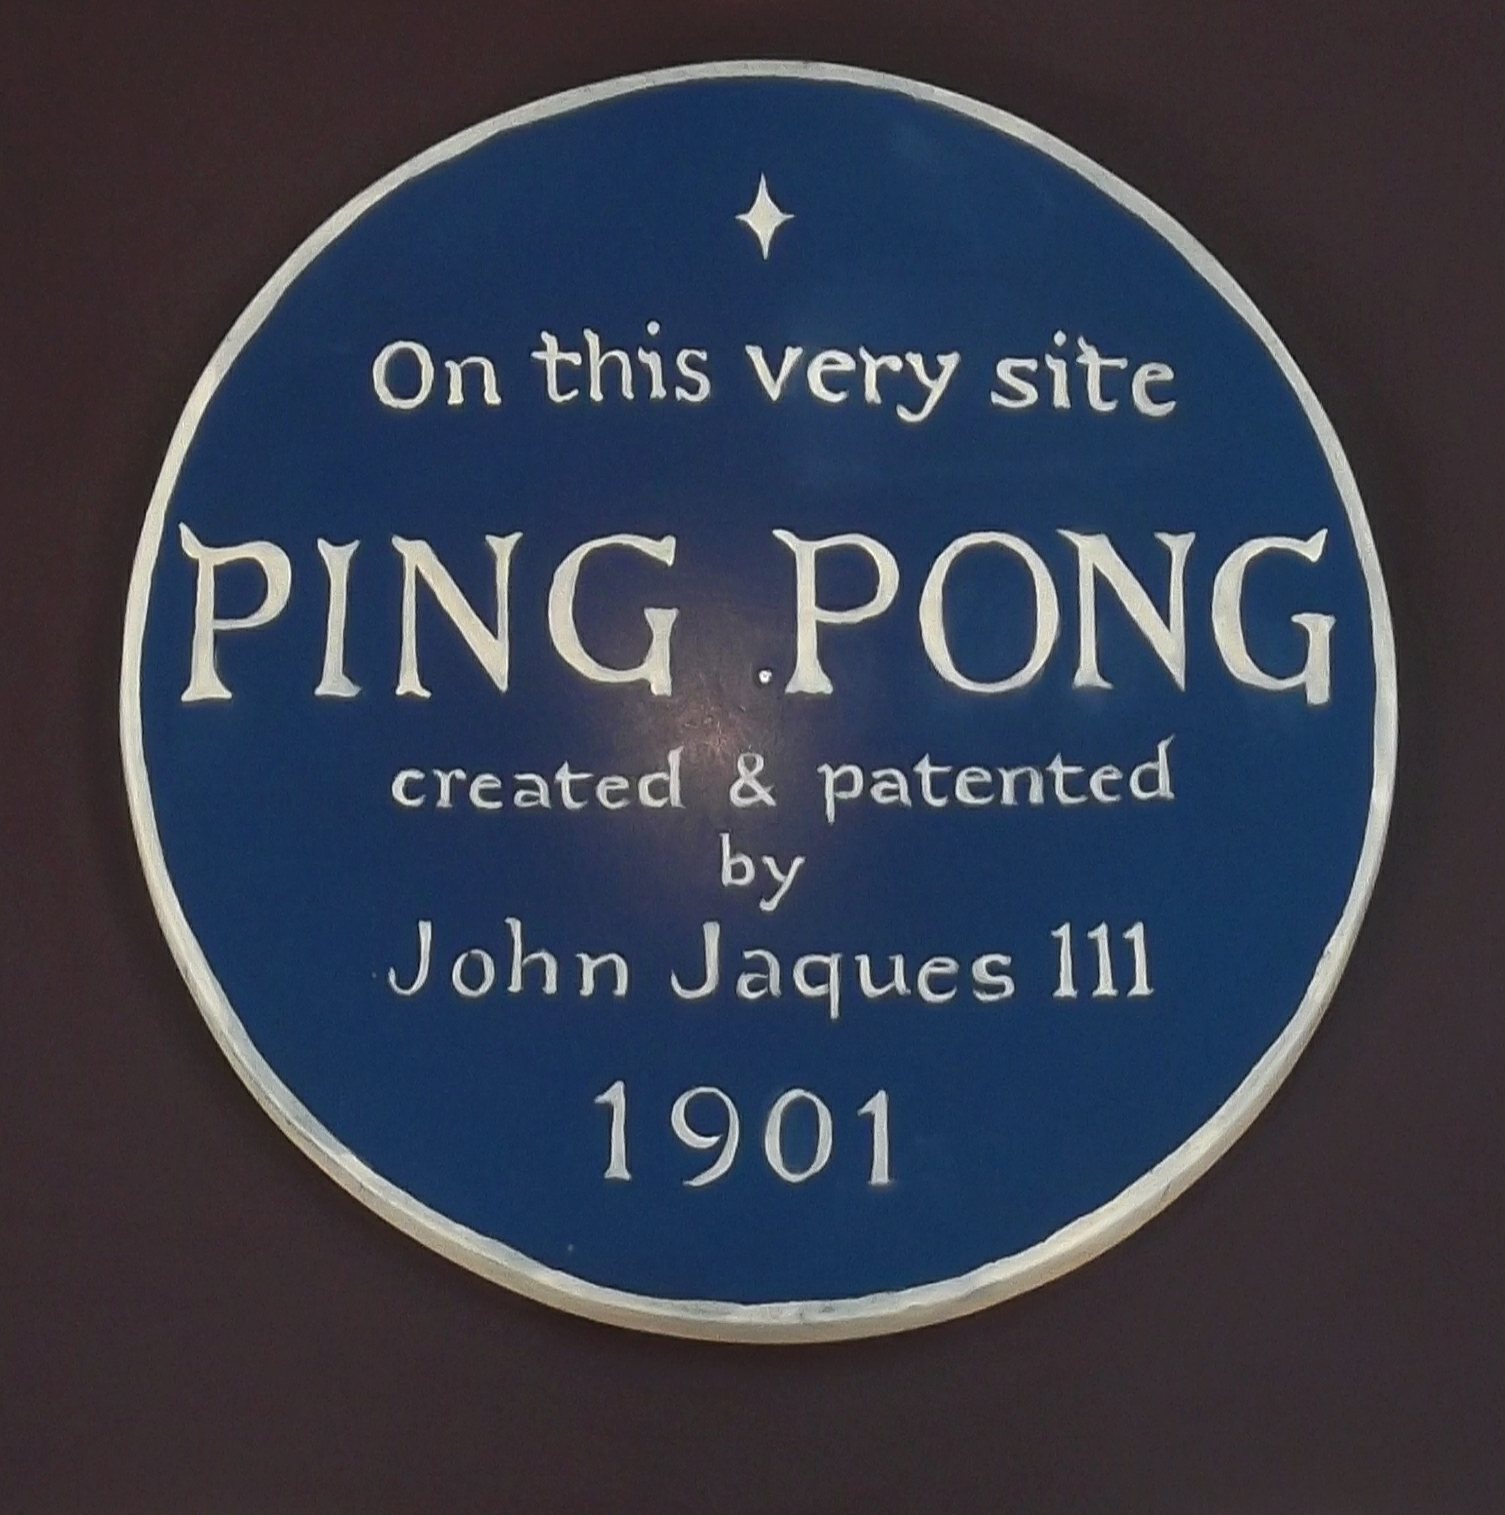 On this very site
PING PONG
created & patented
by
John Jaques 111
1901